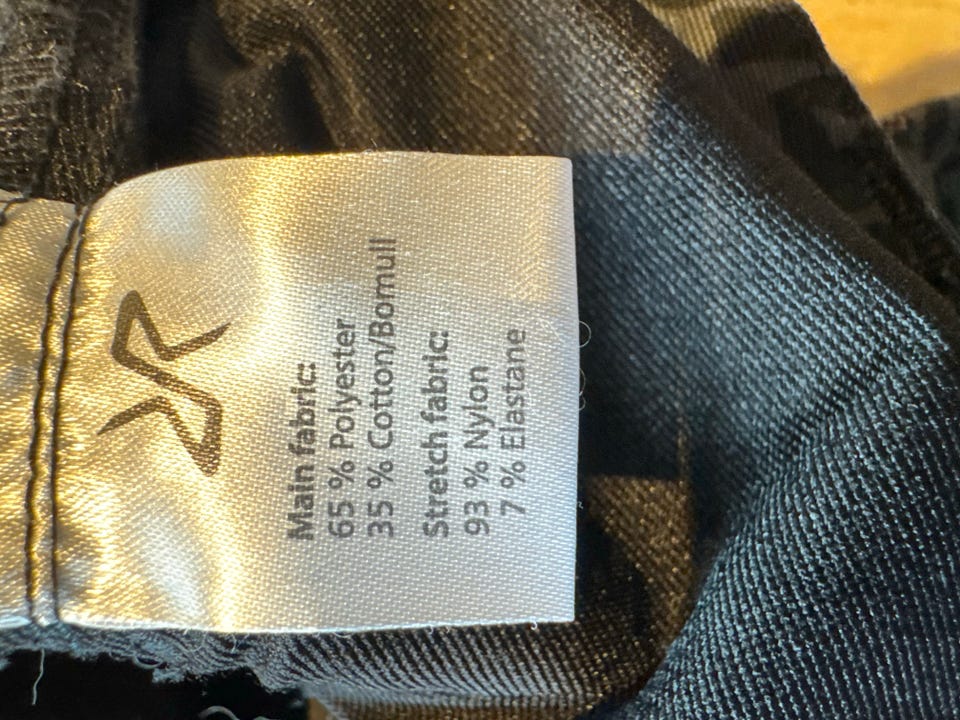 Main fabric:
65 % Polyester
35 % Cotton/Bomull
Stretch fabric:
93 % Nylon
7 % Elastane